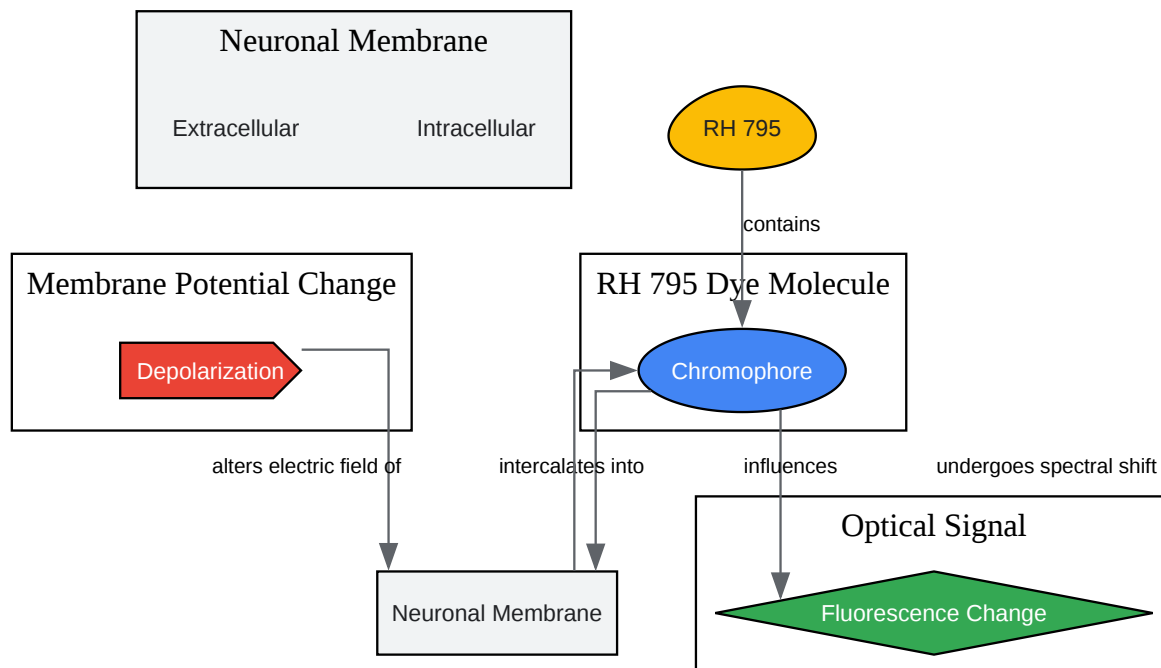 Neuronal Membrane
Extracellular
Intracellular
RH 795
contains
Membrane Potential Change
RH 795 Dye Molecule
Depolarization
Chromophore
alters electric field of
intercalates into
influences
undergoes spectral shift
Optical Signal
Neuronal Membrane
Fluorescence Change